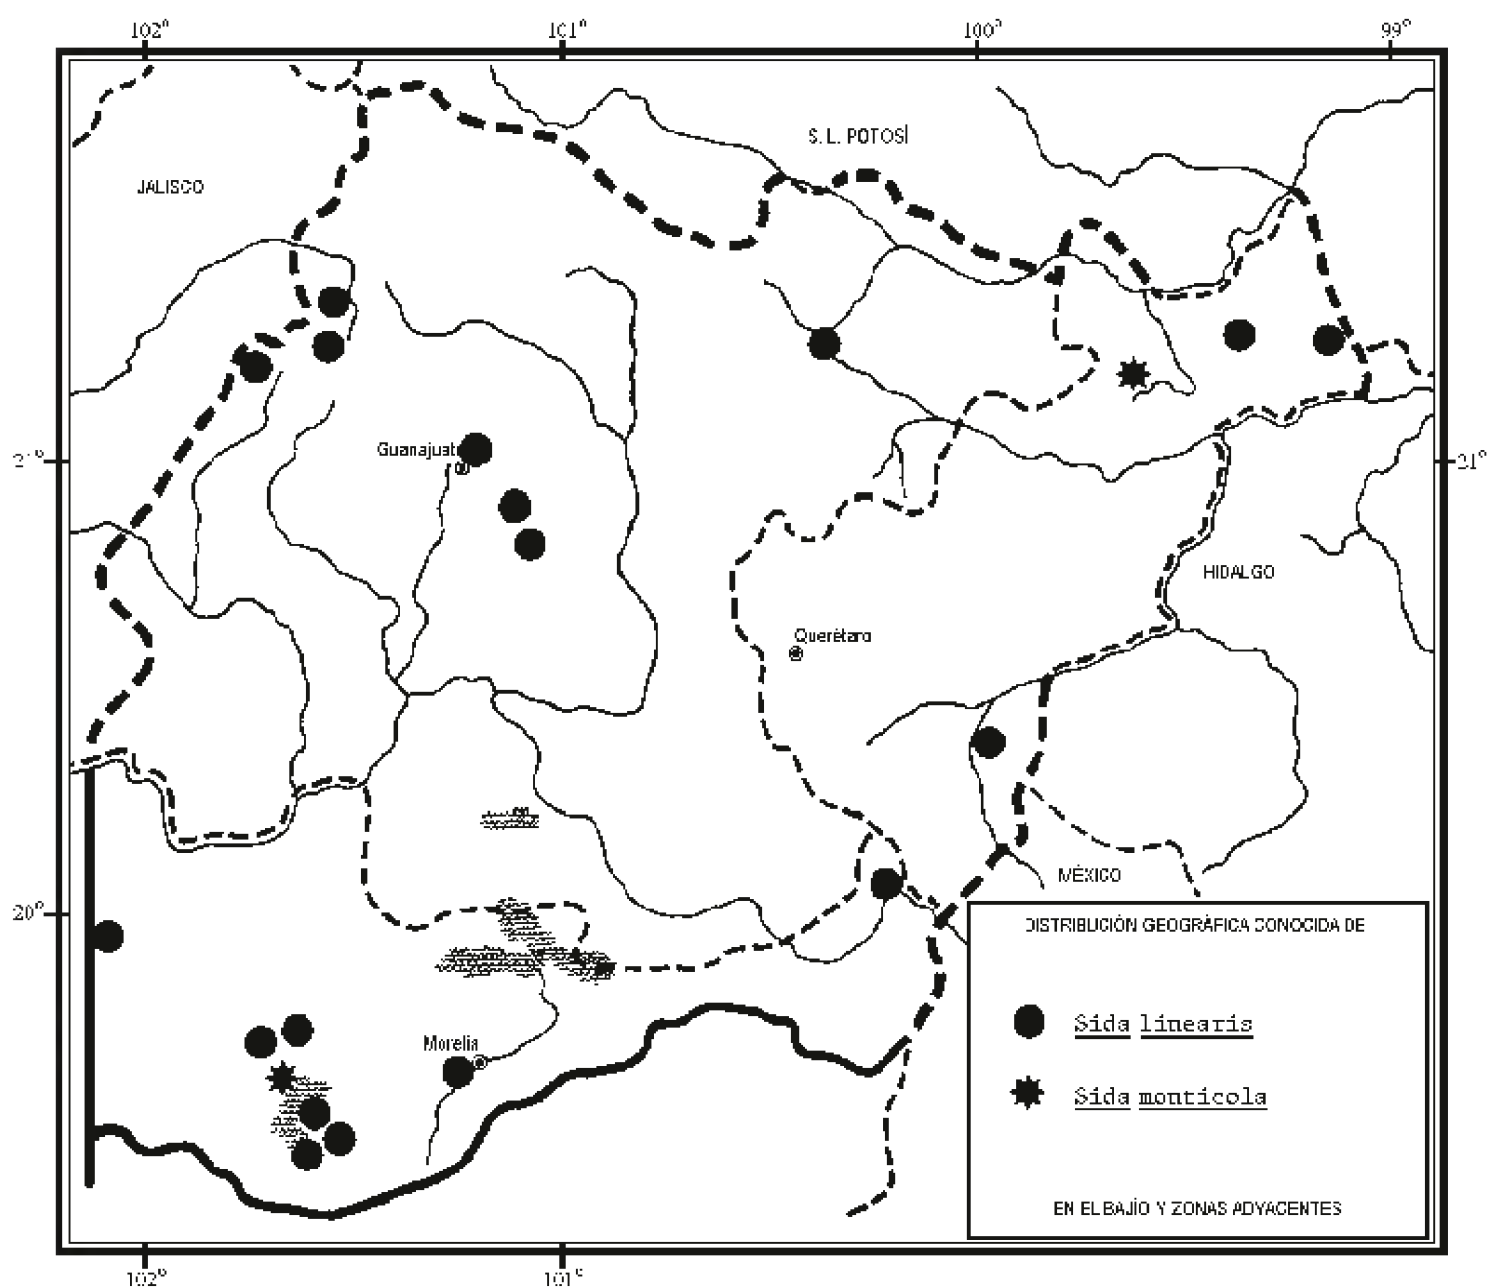 102°
101°
100°
99°
S. L. POTOSÍ
JALISCO
Guanajuat
21°
21°
HIDALGO
Querétaro
MÉXICO
20°
DISTRIBUCIÓN GEOGRÁFICA CONOCIDA DE
Sida linearis
Morelia
Sida monticola
EN EL BAJÍO Y ZONAS ADYACENTES
102°
101°